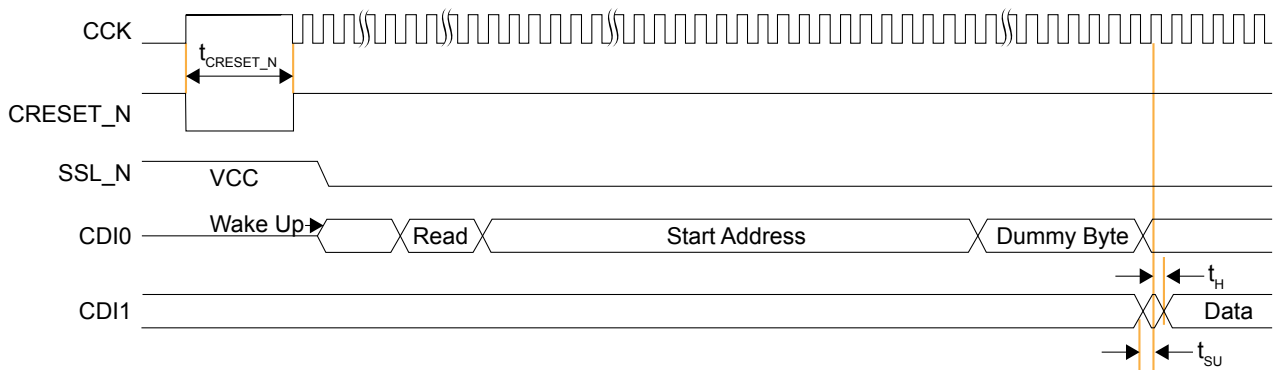 CCK
tCRESET_N
CRESET_N
SSL_N
VCC
CDI0
Wake Up
Read
Start Address
Dummy Byte
tH
CDI1
Data
tSU